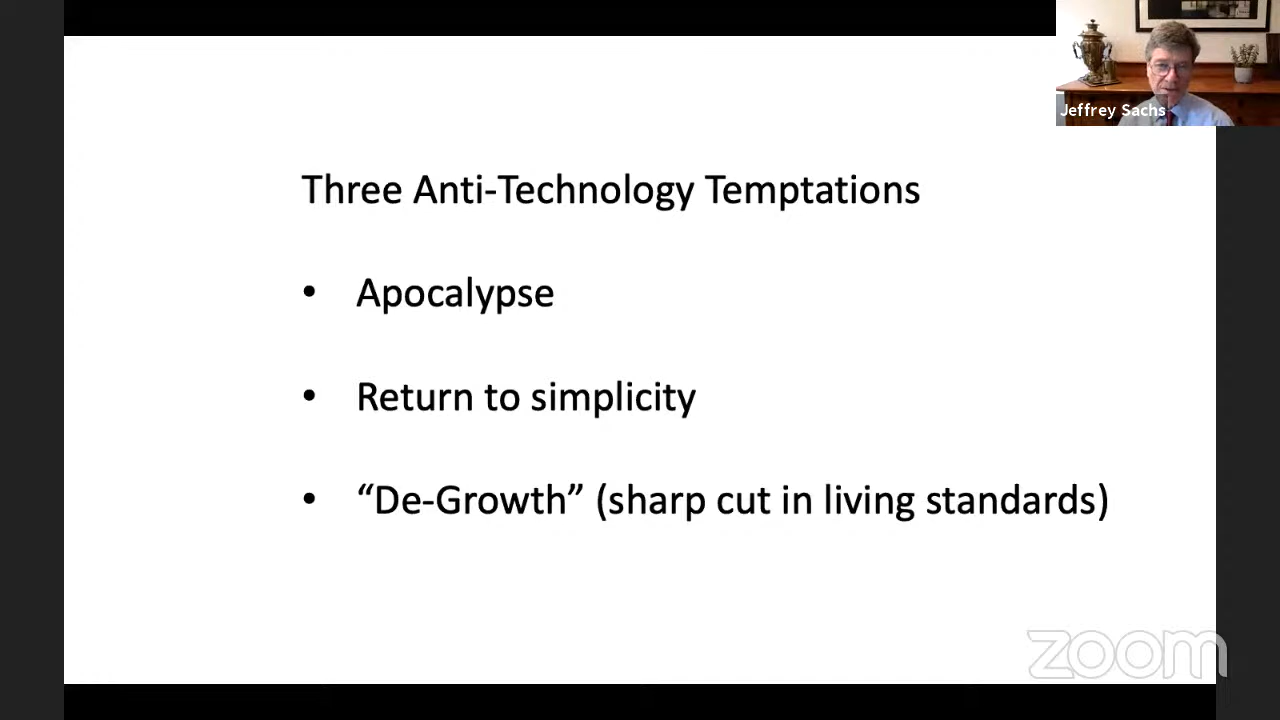 Jeffrey Sachs
Three Anti-Technology Temptations
• Apocalypse
• Return to simplicity
• “De-Growth” (sharp cut in living standards)
zoom